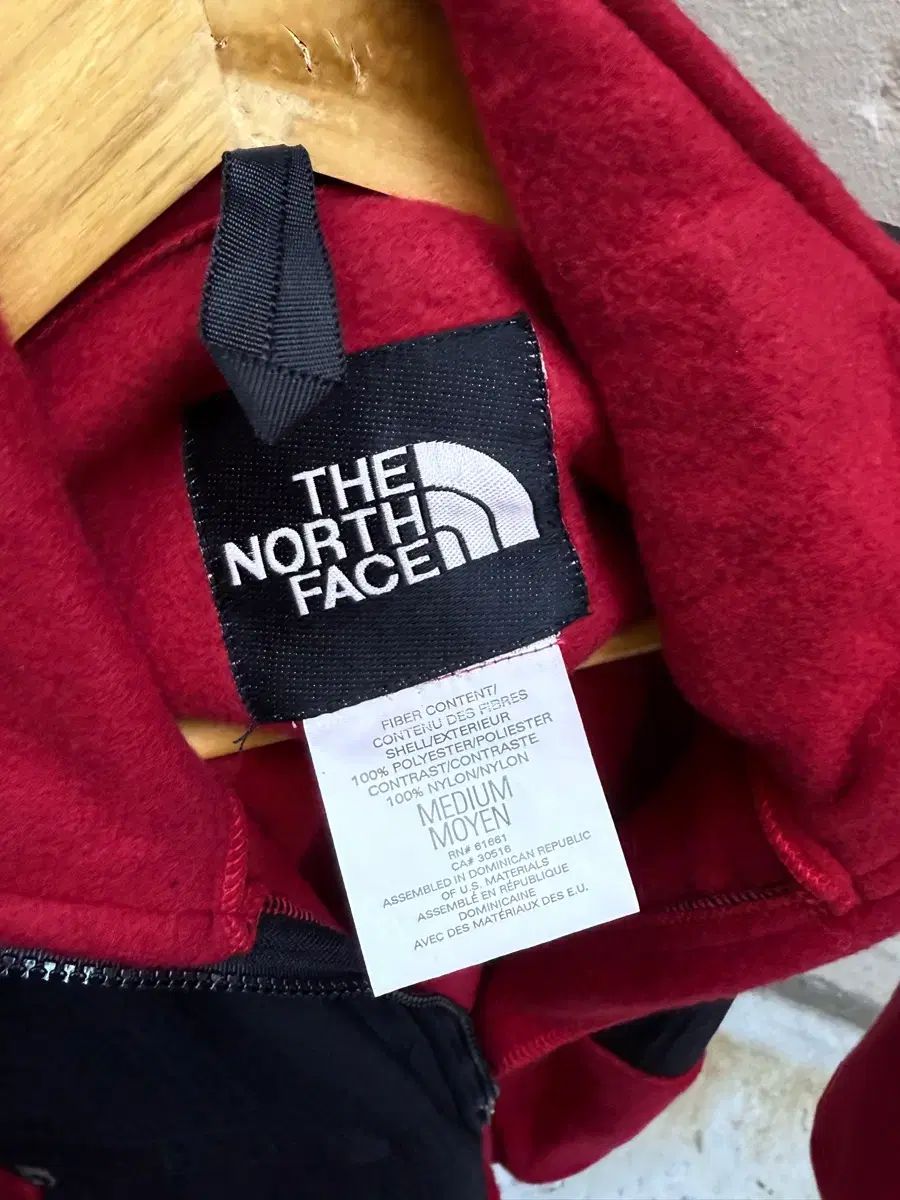 THE
NORTH
FACE
FIBER CONTENT/
CONTENU DES FIBRES
SHELL/EXTERIEUR
100% POLYESTER/POLIESTER
CONTRAST/CONTRASTE
100% NYLON/NYLON
MEDIUM
MOYEN
RN# 61661
CA# 30516
ASSEMBLED IN DOMINICAN REPUBLIC
OF U.S. MATERIALS
ASSEMBLÉ EN RÉPUBLIQUE
DOMINICAINE
AVEC DES MATÉRIAUX DES E.U.